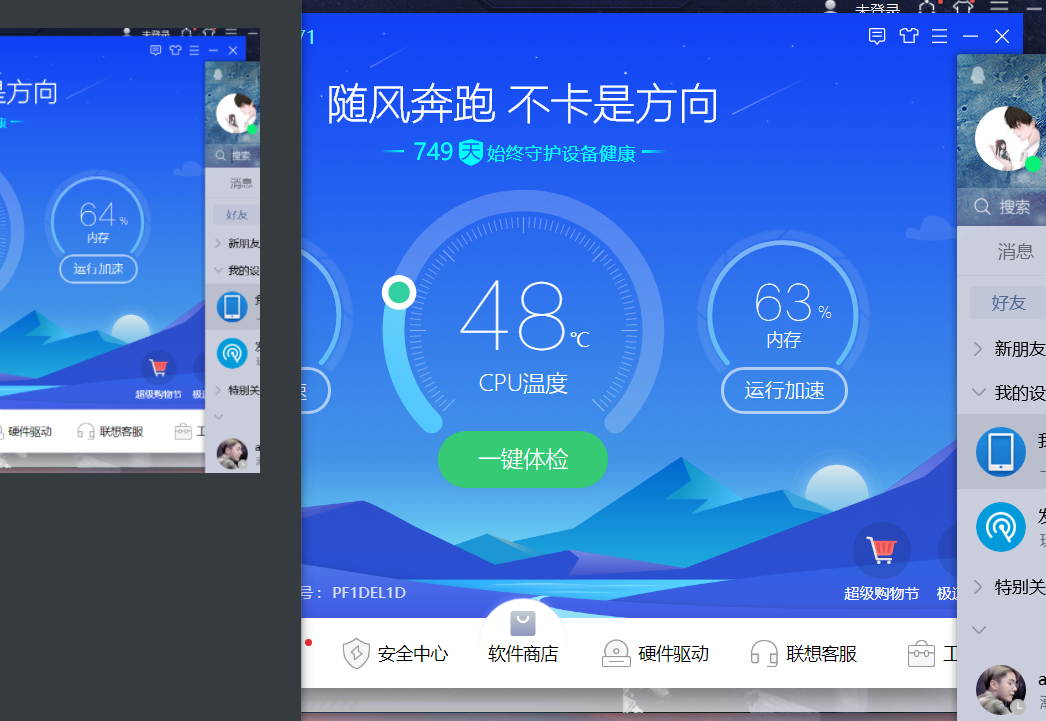 未登录
是方向
康
搜索
消息
64%
内存
运行加速
好友
新朋友
我的设
超级购物节
特别关
硬件驱动
联想客服
工
未登录
71
随风奔跑 不卡是方向
749天始终守护设备健康
搜索
消息
48℃
CPU温度
63%
内存
速
运行加速
一键体检
好友
新朋友
我的设
号: PF1DEL1D
超级购物节
特别关
安全中心
软件商店
硬件驱动
联想客服
工
a